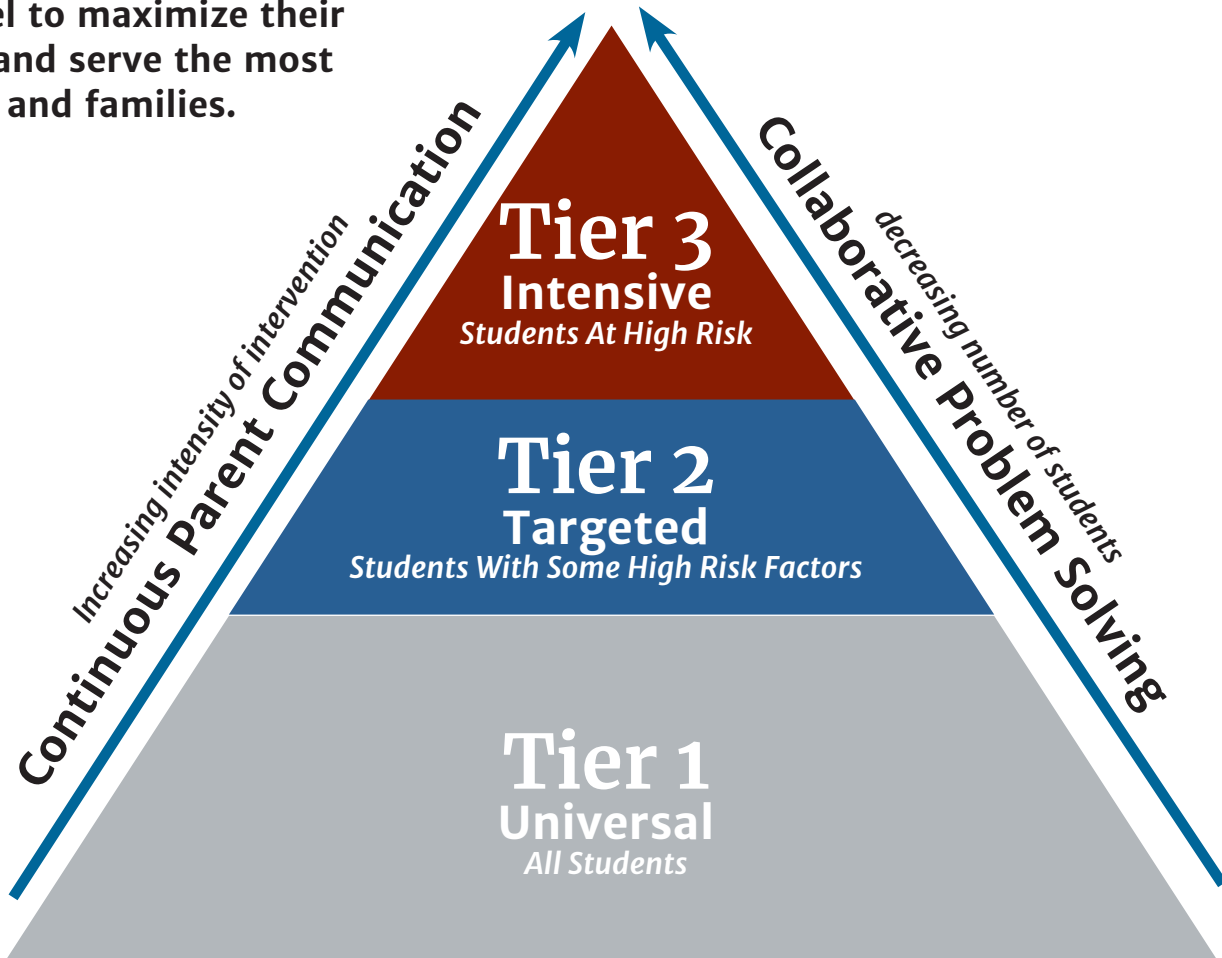 to maximize their
and serve the most
and families.
Continuous Parent Communication
Increasing intensity of intervention
Collaborative Problem Solving
decreasing number of students
Tier 3
Intensive
Students At High Risk
Tier 2
Targeted
Students With Some High Risk Factors
Tier 1
Universal
All Students